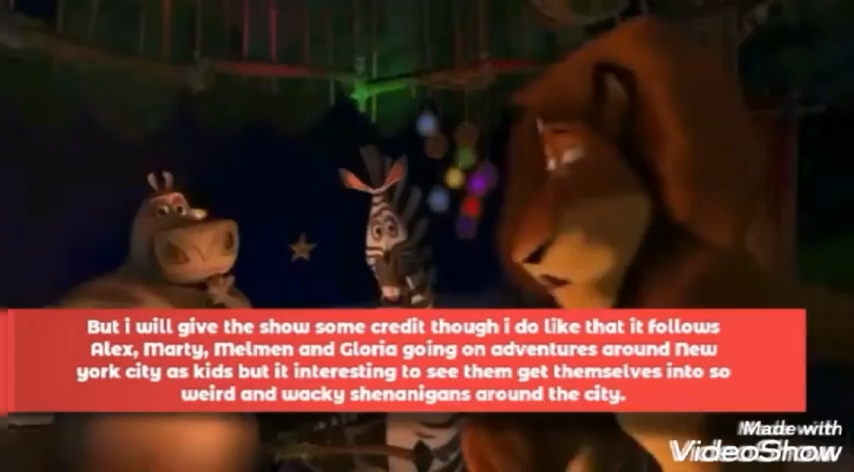 But i will give the show some credit though i do like that it follows
Alex, Marty, Melmen and Gloria going on adventures around New
york city as kids but it interesting to see them get themselves into so
weird and wacky shenanigans around the city.
Made with
VideoShow